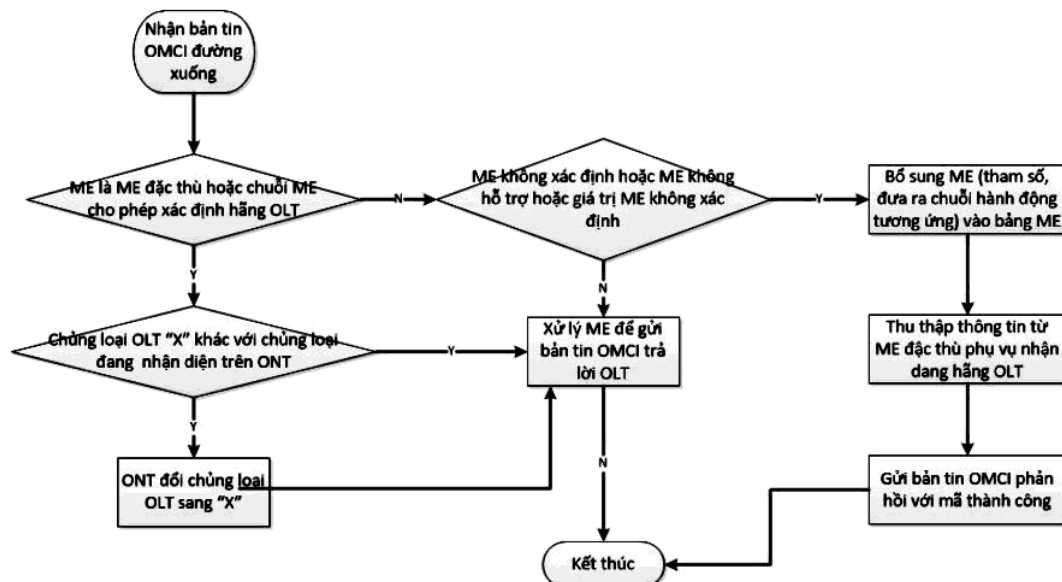 Nhận bản tin
OMCI đường
xuống
ME là ME đặc thù hoặc chuỗi ME
cho phép xác định hãng OLT
N
ME không xác định hoặc ME không
hỗ trợ hoặc giá trị ME không xác
định
Y
Bổ sung ME (tham số,
đưa ra chuỗi hành động
tương ứng) vào bảng ME
Y
N
Chủng loại OLT “X” khác với chủng loại
đang nhận diện trên ONT
Y
Xử lý ME để gửi
bản tin OMCI trả
lời OLT
Thu thập thông tin từ
ME đặc thù phụ vụ nhận
dang hãng OLT
Y
ONT đổi chủng loại
OLT sang “X”
N
Gửi bản tin OMCI phản
hồi với mã thành công
Kết thúc